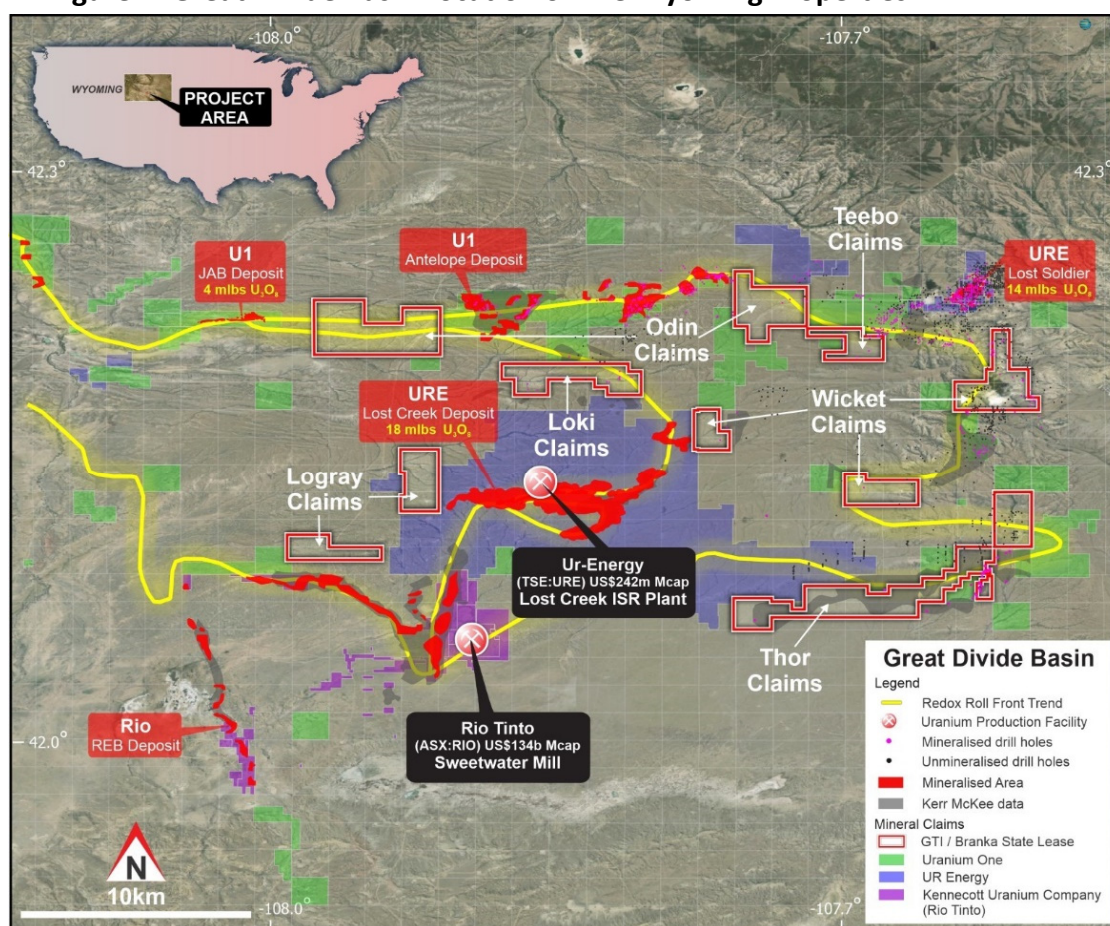 -108.0°
-107.7°
WYOMING
PROJECT
AREA
42.3°
42.3°
Teebo
Claims
U1
JAB Deposit
4 mlbs U₃O₈
U1
Antelope Deposit
URE
Lost Soldier
14 mlbs U₃O₈
Odin
Claims
URE
Lost Creek Deposit
18 mlbs U₃O₈
Loki
Claims
Wicket
Claims
Logray
Claims
Ur-Energy
(TSE:URE) US$242m Mcap
Lost Creek ISR Plant
Thor
Claims
Rio Tinto
(ASX:RIO) US$134b Mcap
Sweetwater Mill
Rio
REB Deposit
42.0°
N
10km
-108.0°
-107.7°
Great Divide Basin
Legend
Redox Roll Front Trend
Uranium Production Facility
Mineralised drill holes
Unmineralised drill holes
Mineralised Area
Kerr McKee data
Mineral Claims
GTI / Branka State Lease
Uranium One
UR Energy
Kennecott Uranium Company
(Rio Tinto)